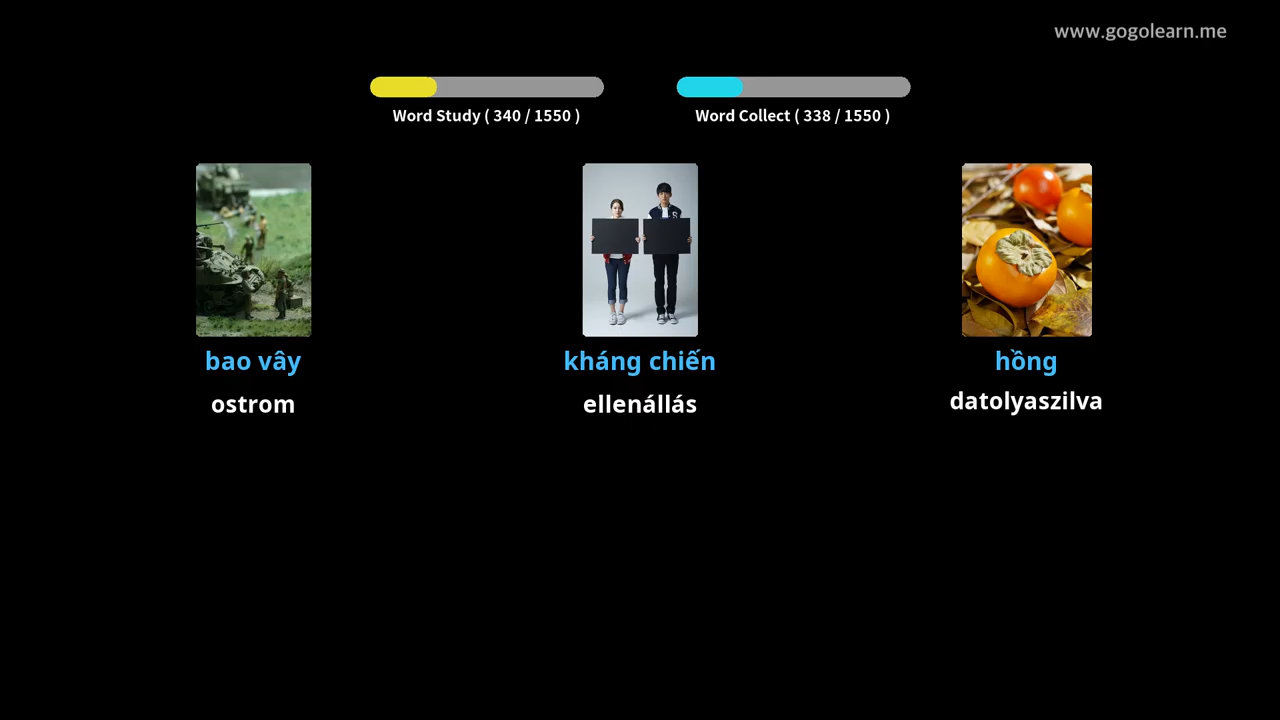 www.gogolearn.me
Word Study ( 340 / 1550 )
Word Collect ( 338 / 1550 )
bao vây
kháng chiến
hồng
ostrom
ellenállás
datolyaszilva